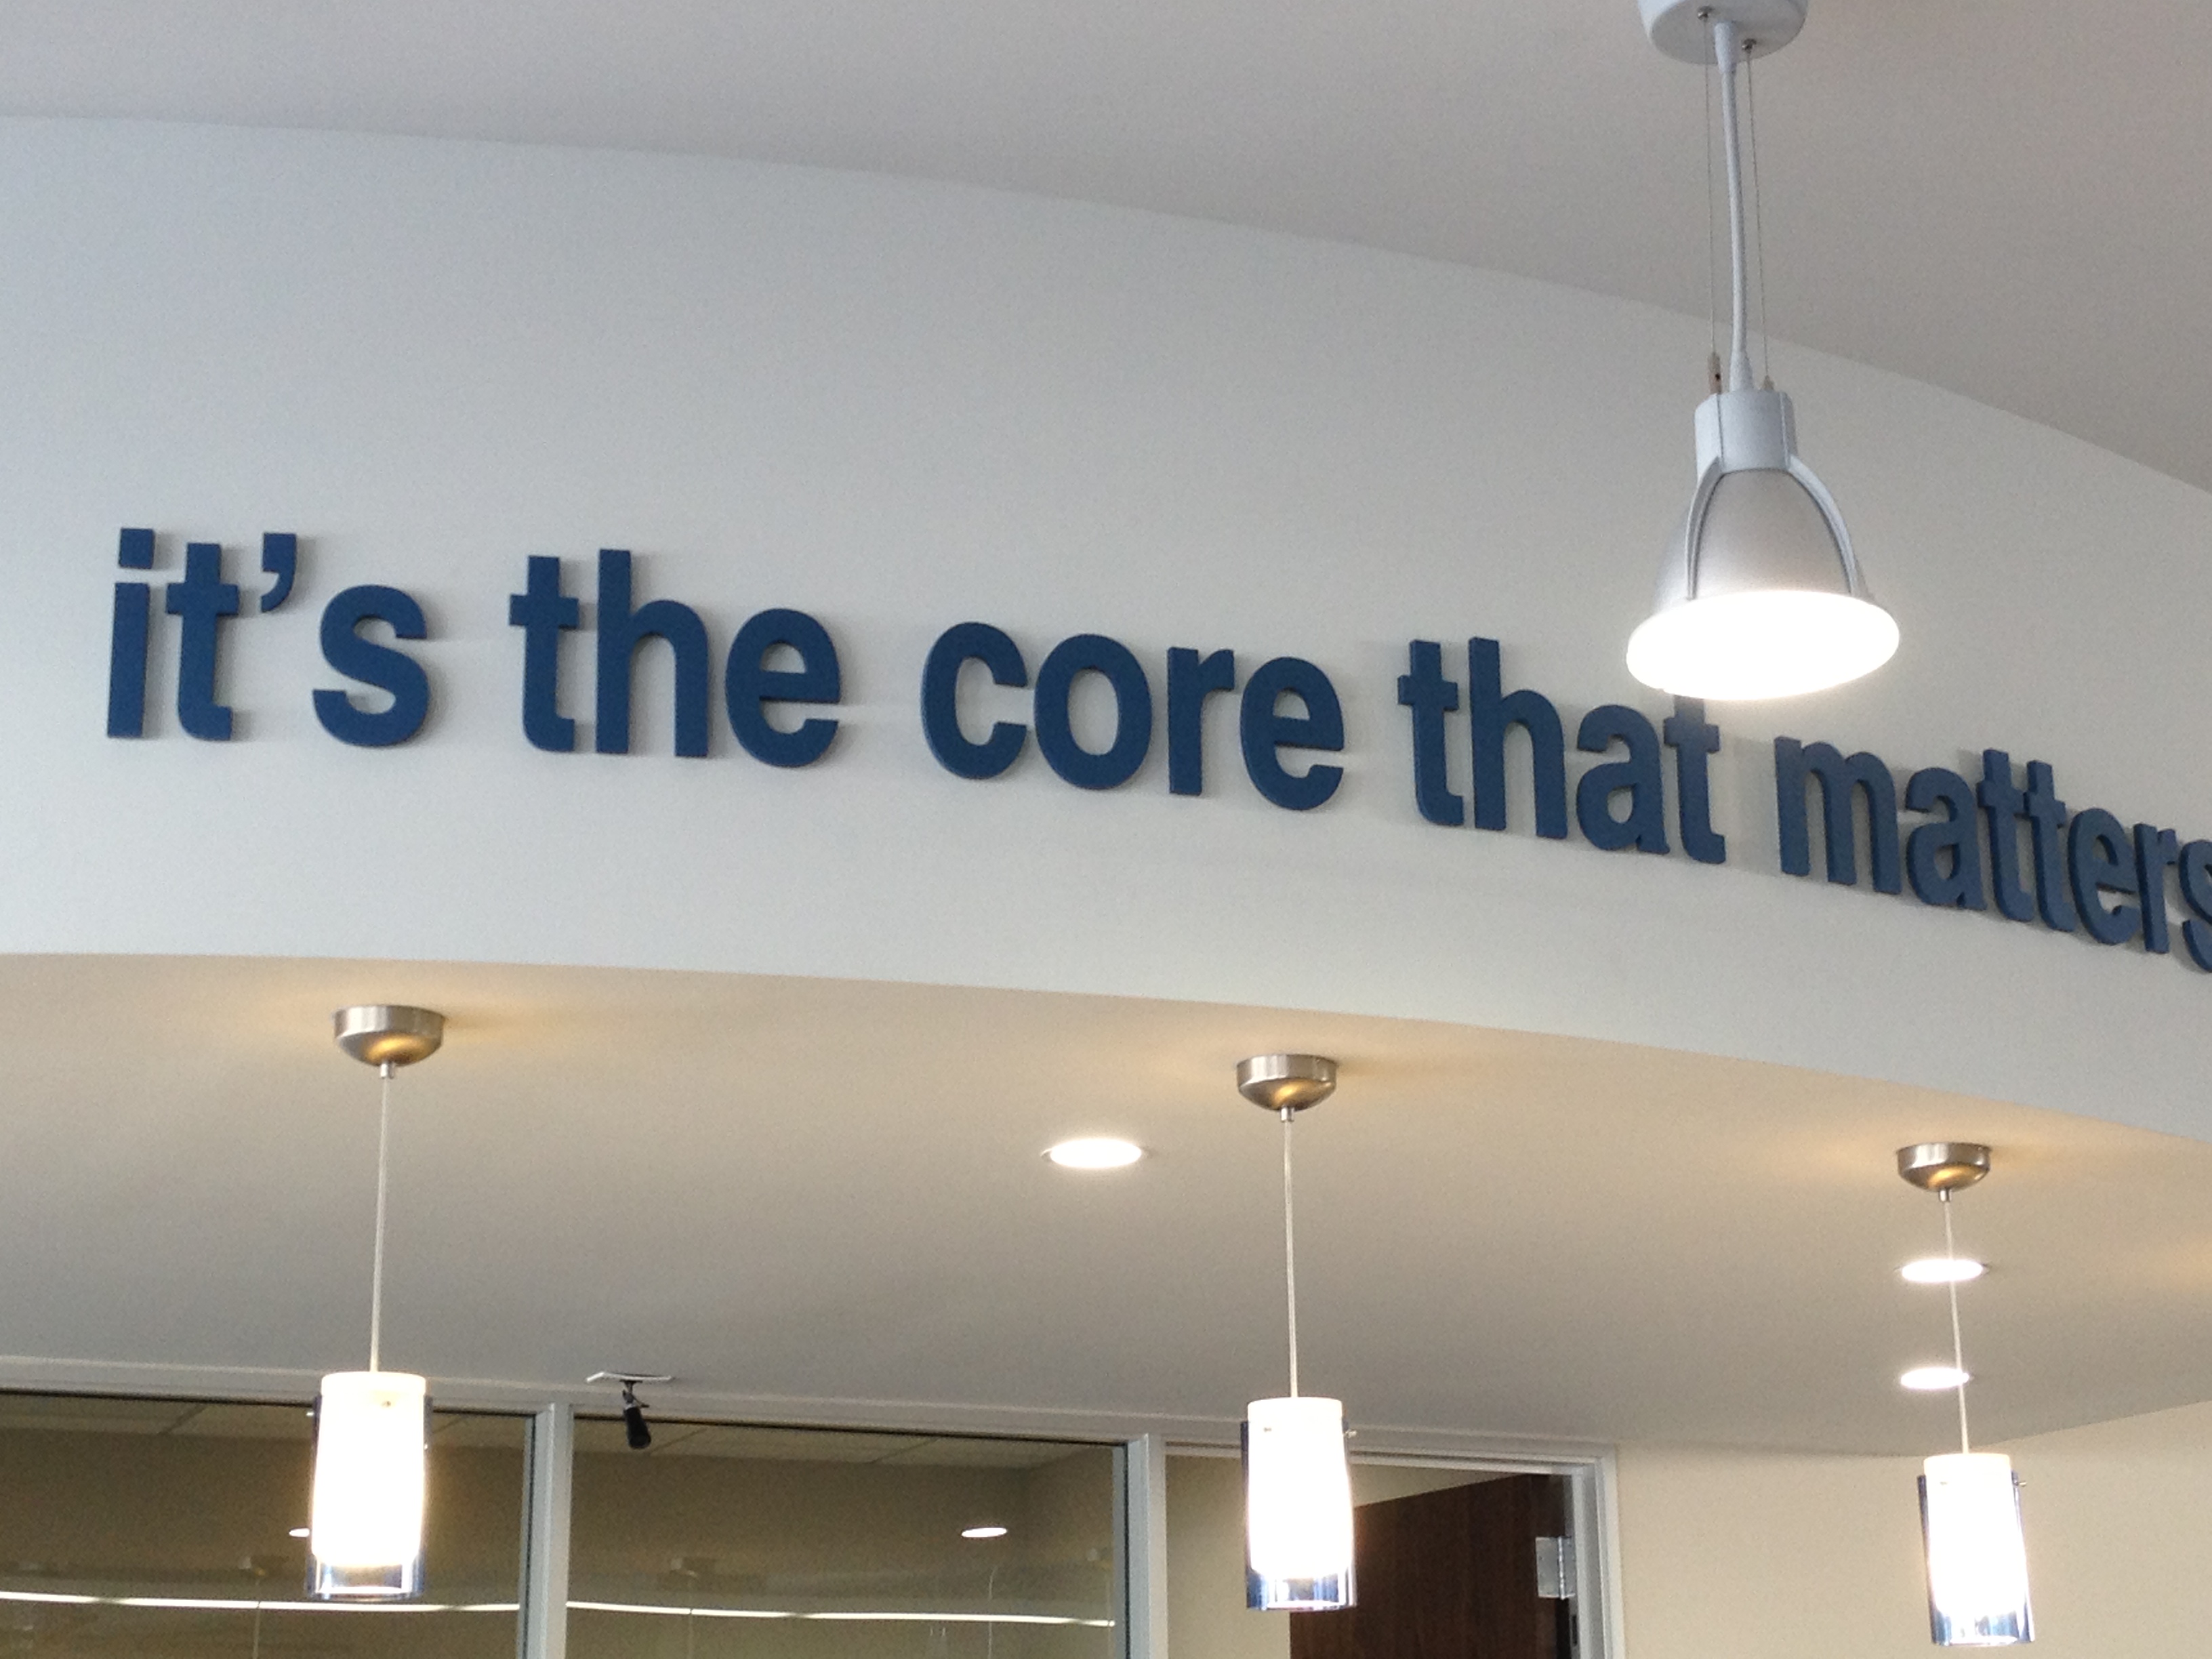 it's the core that matters